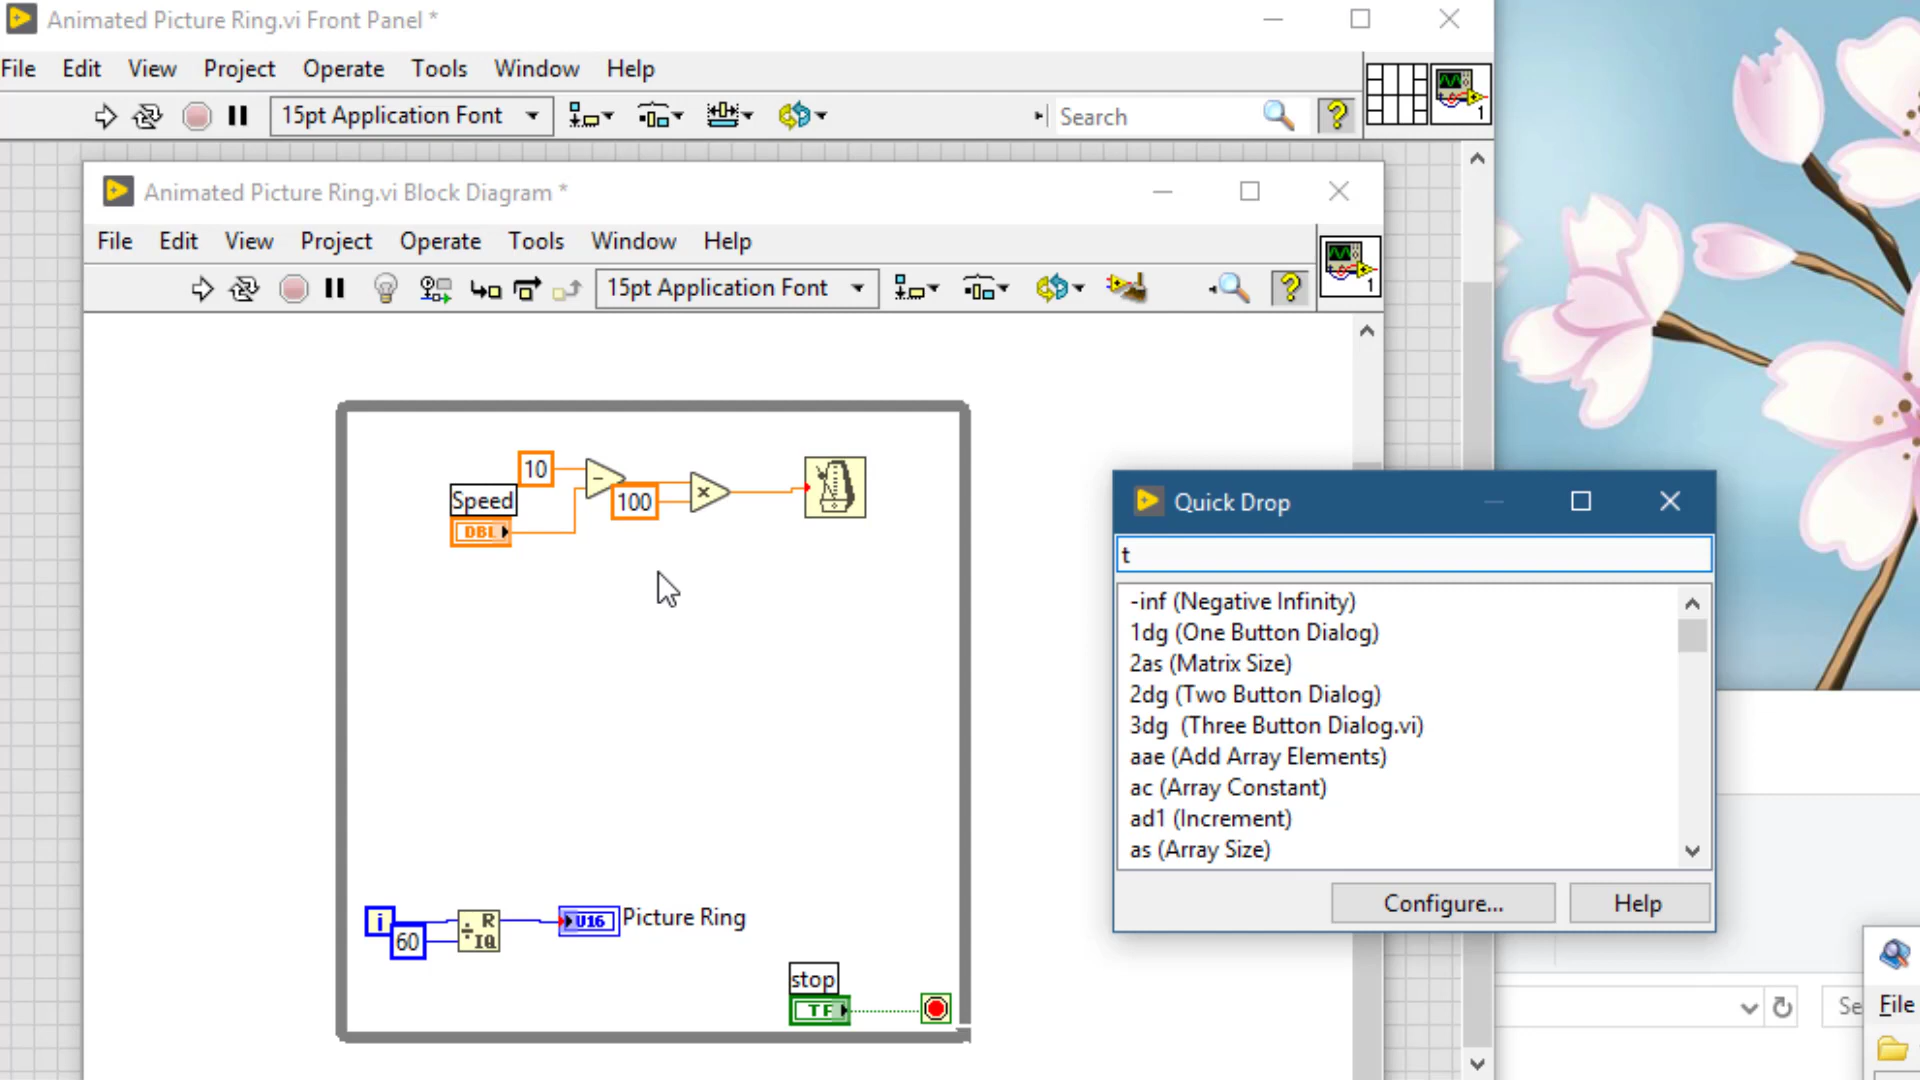 Animated Picture Ring.vi Front Panel *
File Edit View Project Operate Tools Window Help
15pt Application Font
Search
?
1
Animated Picture Ring.vi Block Diagram *
File Edit View Project Operate Tools Window Help
15pt Application Font
?
1
10
Speed
DBL
-
100
×
Quick Drop
t
-inf (Negative Infinity)
1dg (One Button Dialog)
2as (Matrix Size)
2dg (Two Button Dialog)
3dg (Three Button Dialog.vi)
aae (Add Array Elements)
ac (Array Constant)
ad1 (Increment)
as (Array Size)
Configure...
Help
i
60
R
÷
IQ
U16
Picture Ring
stop
TF
Se
File